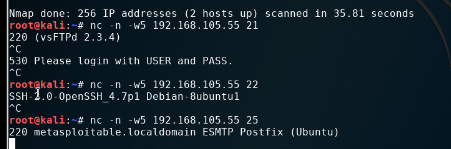 Nmap done: 256 IP addresses (2 hosts up) scanned in 35.81 seconds
root@kali:~# nc -n -w5 192.168.105.55 21
220 (vsFTPd 2.3.4)
^C
530 Please login with USER and PASS.
^C
root@kali:~# nc -n -w5 192.168.105.55 22
SSH-2.0-OpenSSH_4.7p1 Debian-8ubuntu1
^C
root@kali:~# nc -n -w5 192.168.105.55 25
220 metasploitable.localdomain ESMTP Postfix (Ubuntu)